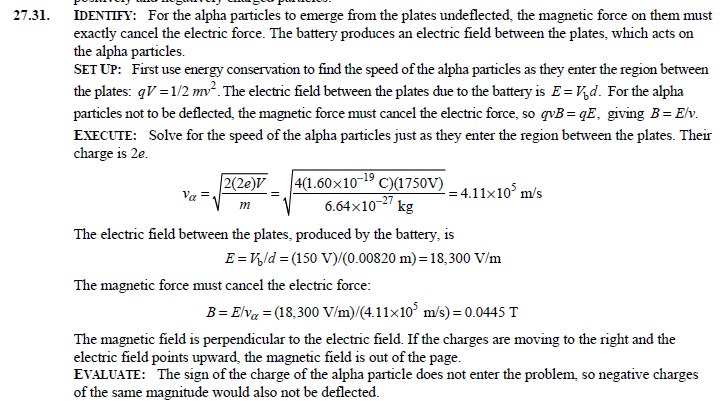 27.31. IDENTIFY: For the alpha particles to emerge from the plates undeflected, the magnetic force on them must
exactly cancel the electric force. The battery produces an electric field between the plates, which acts on
the alpha particles.
SET UP: First use energy conservation to find the speed of the alpha particles as they enter the region between
the plates: qV = 1/2 mv². The electric field between the plates due to the battery is E = V_b d. For the alpha
particles not to be deflected, the magnetic force must cancel the electric force, so qvB = qE, giving B = E/v.
EXECUTE: Solve for the speed of the alpha particles just as they enter the region between the plates. Their
charge is 2e.
v_α = √(2(2e)V/m) = √(4(1.60×10⁻¹⁹ C)(1750V)/6.64×10⁻²⁷ kg) = 4.11×10⁵ m/s
The electric field between the plates, produced by the battery, is
E = V_b/d = (150 V)/(0.00820 m) = 18,300 V/m
The magnetic force must cancel the electric force:
B = E/v_α = (18,300 V/m)/(4.11×10⁵ m/s) = 0.0445 T
The magnetic field is perpendicular to the electric field. If the charges are moving to the right and the
electric field points upward, the magnetic field is out of the page.
EVALUATE: The sign of the charge of the alpha particle does not enter the problem, so negative charges
of the same magnitude would also not be deflected.